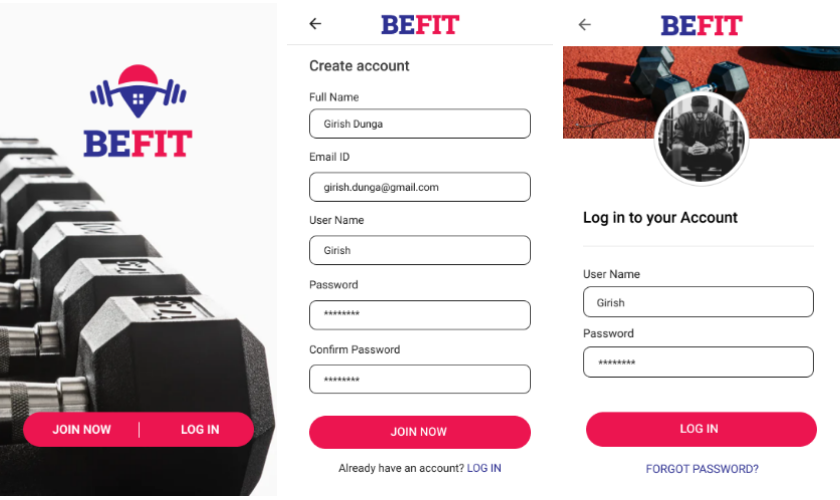 BEFIT
JOIN NOW
LOG IN
BEFIT
Create account
Full Name
Girish Dunga
Email ID
girish.dunga@gmail.com
User Name
Girish
Password
********
Confirm Password
********
JOIN NOW
Already have an account? LOG IN
BEFIT
Log in to your Account
User Name
Girish
Password
********
LOG IN
FORGOT PASSWORD?